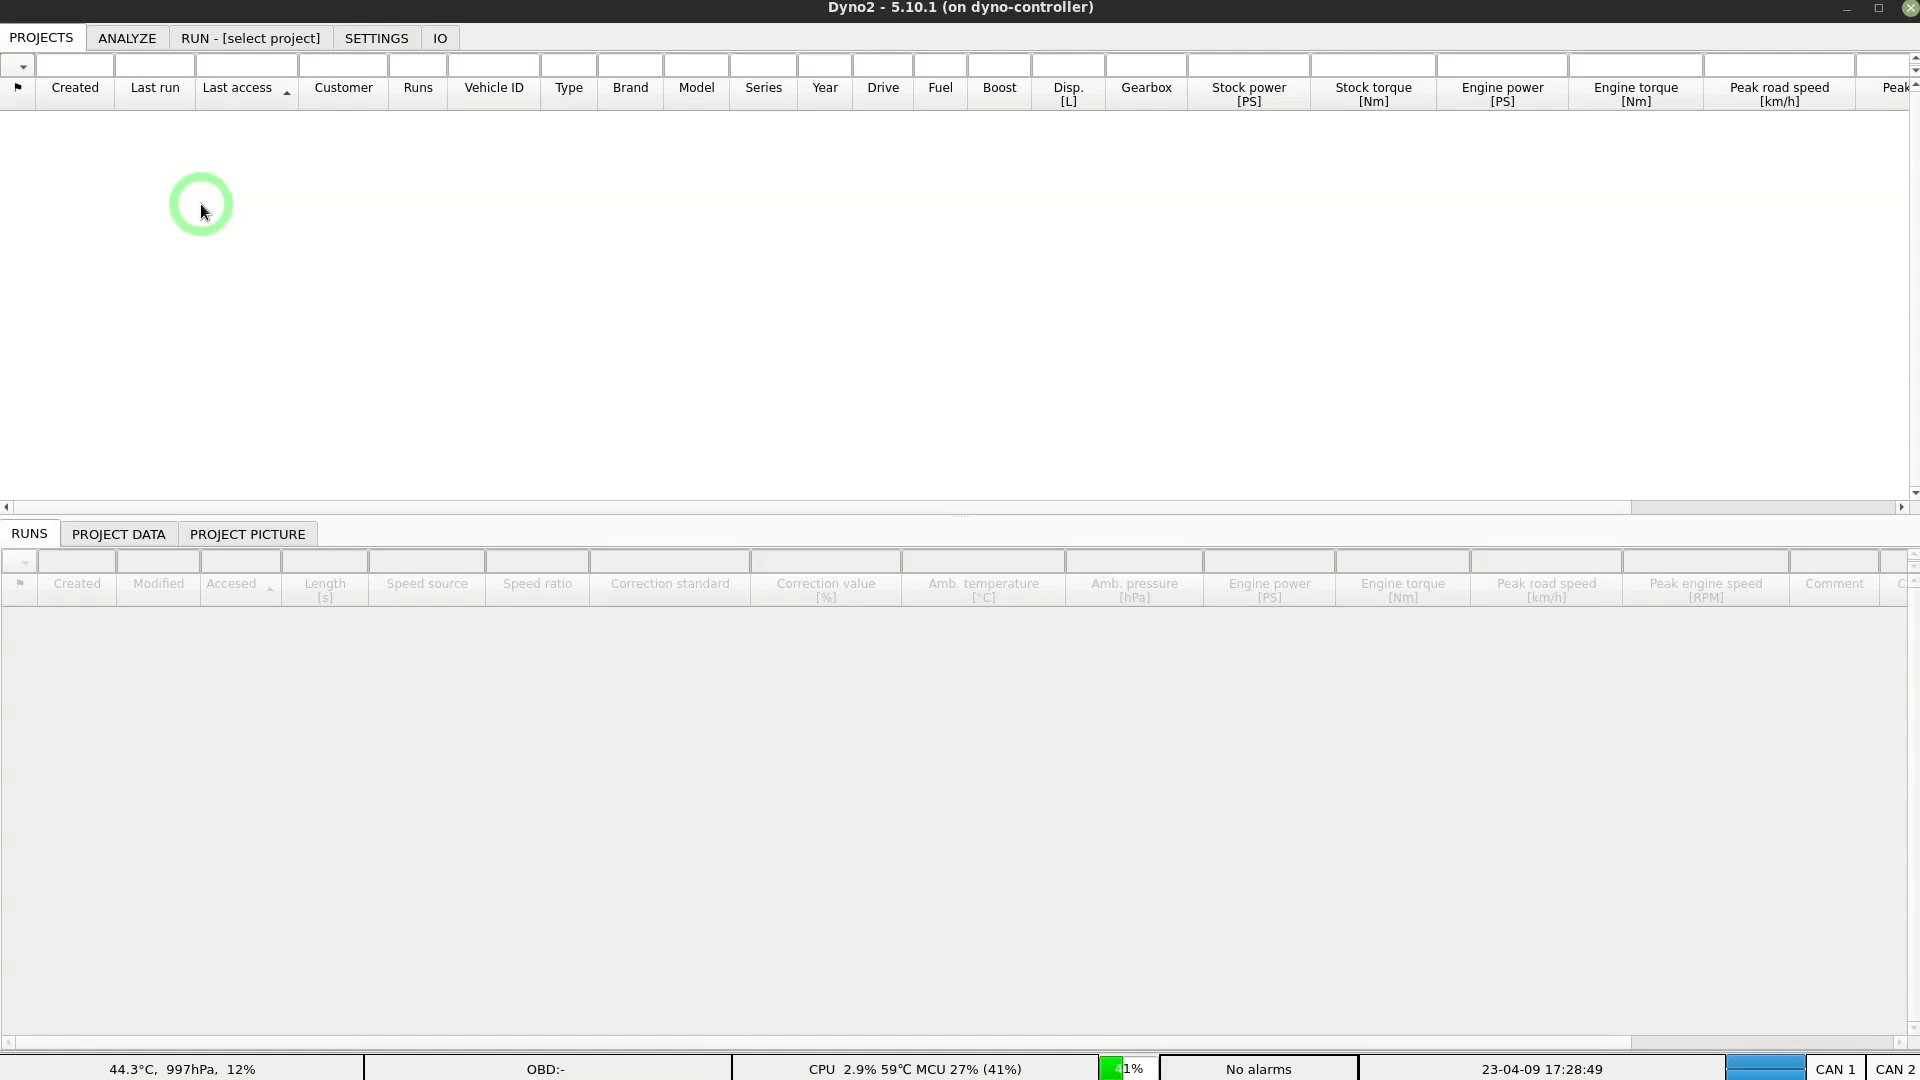 Dyno2 - 5.10.1 (on dyno-controller)
PROJECTS ANALYZE RUN - [select project] SETTINGS IO
Created Last run Last access Customer Runs Vehicle ID Type Brand Model Series Year Drive Fuel Boost Disp. Gearbox Stock power Stock torque Engine power Engine torque Peak road speed Peak
[L] [PS] [Nm] [PS] [Nm] [km/h]
RUNS PROJECT DATA PROJECT PICTURE
Created Modified Accesed Length Speed source Speed ratio Correction standard Correction value Amb. temperature Amb. pressure Engine power Engine torque Peak road speed Peak engine speed Comment C
[s] [%] [°C] [hPa] [PS] [Nm] [km/h] [RPM]
44.3°C, 997hPa, 12% OBD:- CPU 2.9% 59℃ MCU 27% (41%) 41% No alarms 23-04-09 17:28:49 CAN 1 CAN 2